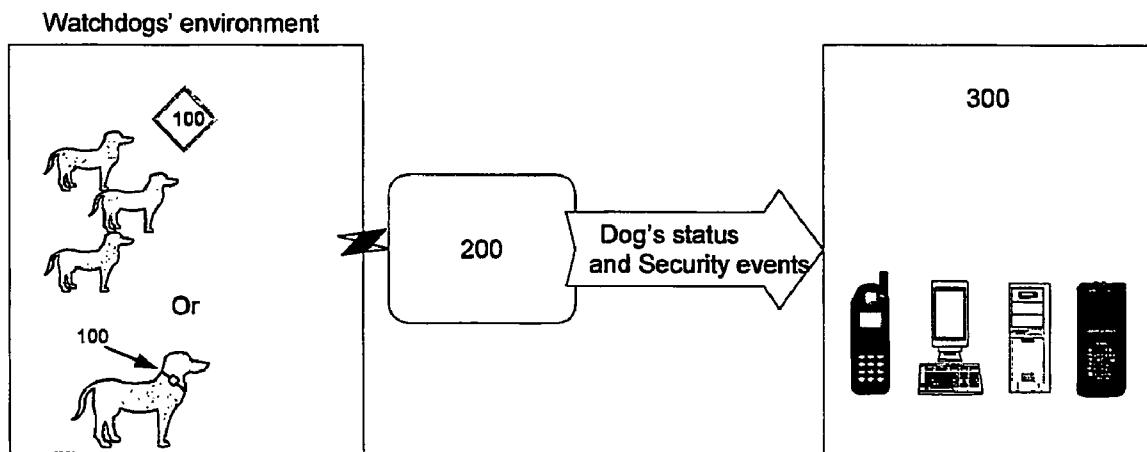 Watchdogs' environment
100
Or
100
200
Dog's status
and Security events
300